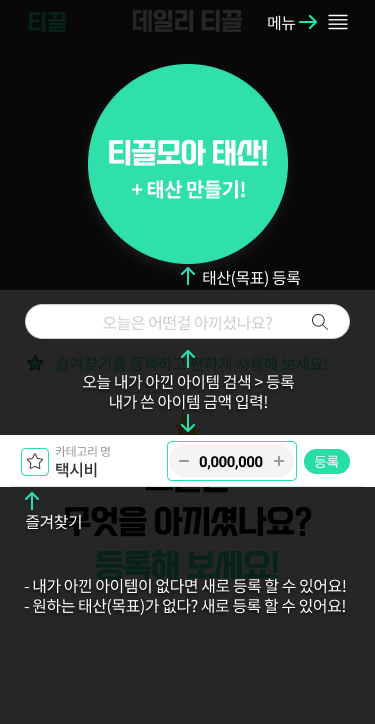 티끌
데일리 티끌
메뉴
티끌모아 태산!
+ 태산 만들기!
태산(목표) 등록
오늘은 어떤걸 아끼셨나요?
즐겨찾기를 등록하고 편하게 사용해 보세요!
오늘 내가 아낀 아이템 검색 > 등록
내가 쓴 아이템 금액 입력!
카테고리 명
택시비
− 0,000,000 +
등록
즐겨찾기
무엇을 아끼셨나요?
등록해 보세요!
- 내가 아낀 아이템이 없다면 새로 등록 할 수 있어요!
- 원하는 태산(목표)가 없다? 새로 등록 할 수 있어요!